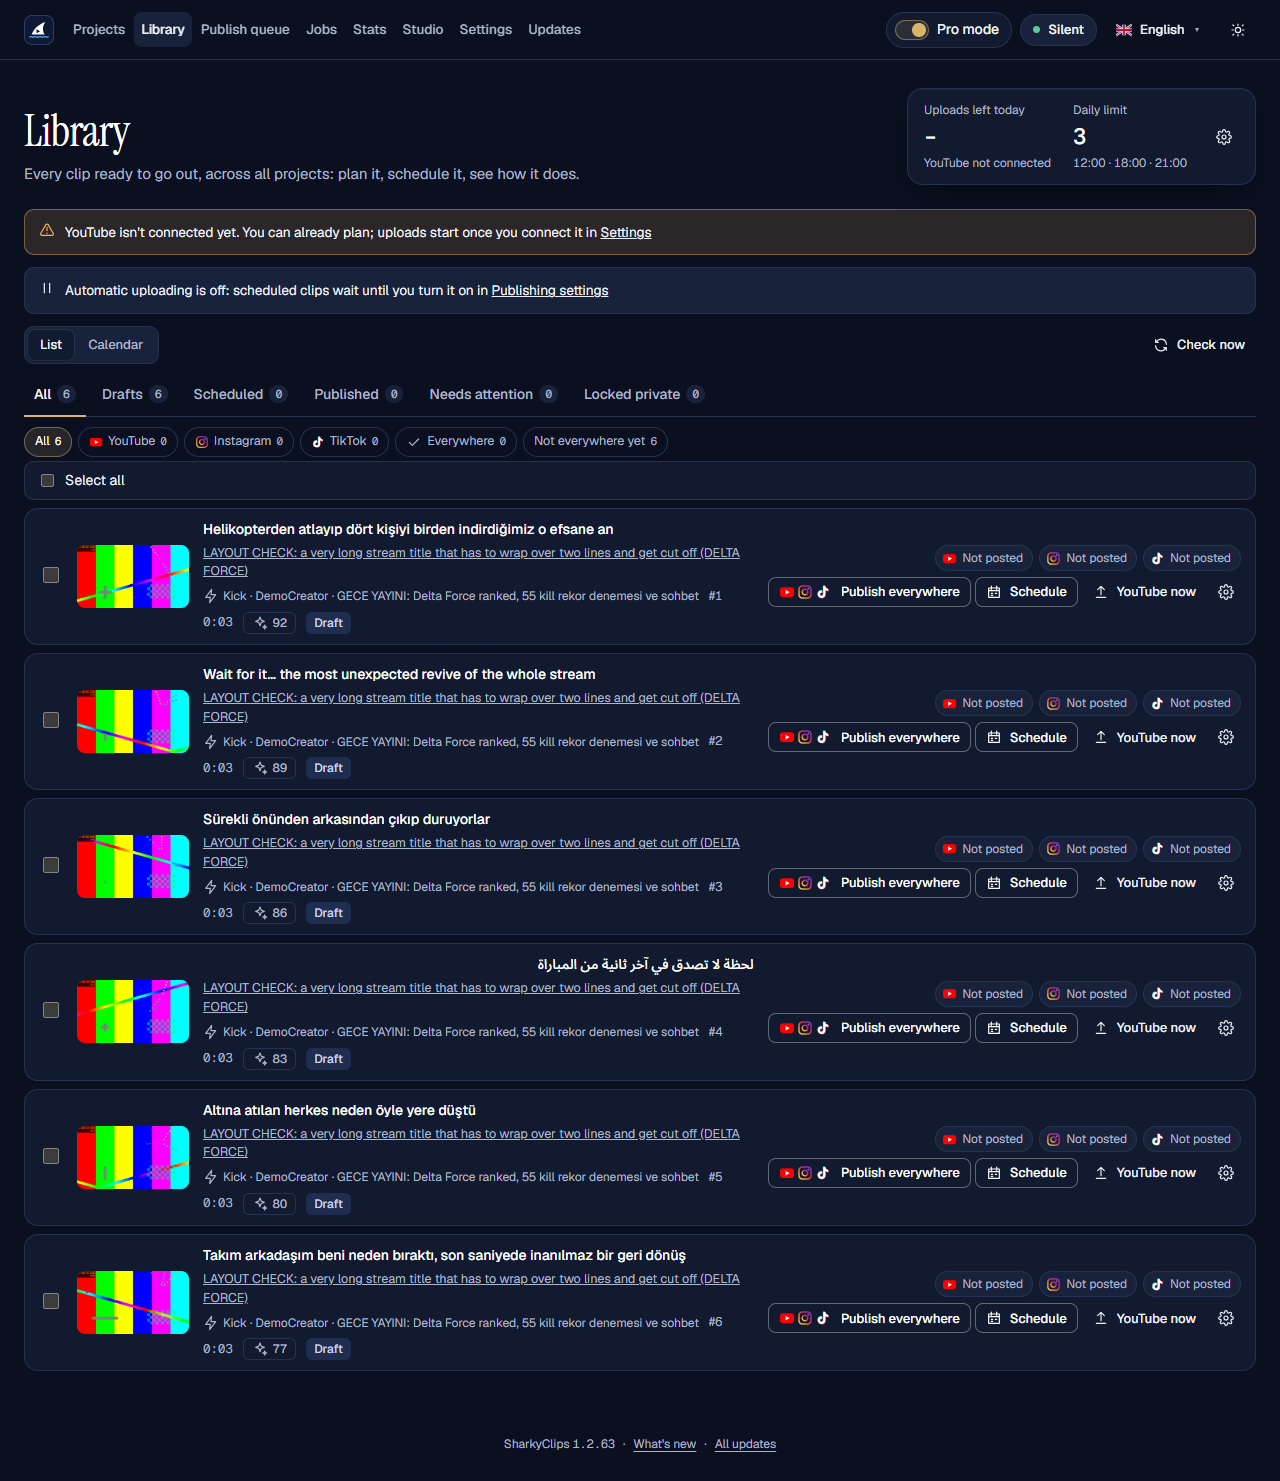 Projects Library Publish queue Jobs Stats Studio Settings Updates Pro mode Silent English
Library
Every clip ready to go out, across all projects: plan it, schedule it, see how it does.
Uploads left today Daily limit
- 3
YouTube not connected 12:00 · 18:00 · 21:00
YouTube isn't connected yet. You can already plan; uploads start once you connect it in Settings
Automatic uploading is off: scheduled clips wait until you turn it on in Publishing settings
List Calendar Check now
All 6 Drafts 6 Scheduled 0 Published 0 Needs attention 0 Locked private 0
All 6 YouTube 0 Instagram 0 TikTok 0 Everywhere 0 Not everywhere yet 6
Select all
Helikopterden atlayıp dört kişiyi birden indirdiğimiz o efsane an
LAYOUT CHECK: a very long stream title that has to wrap over two lines and get cut off (DELTA
FORCE)
Kick · DemoCreator · GECE YAYINI: Delta Force ranked, 55 kill rekor denemesi ve sohbet #1
0:03 92 Draft
Not posted Not posted Not posted
Publish everywhere Schedule YouTube now
Wait for it... the most unexpected revive of the whole stream
LAYOUT CHECK: a very long stream title that has to wrap over two lines and get cut off (DELTA
FORCE)
Kick · DemoCreator · GECE YAYINI: Delta Force ranked, 55 kill rekor denemesi ve sohbet #2
0:03 89 Draft
Not posted Not posted Not posted
Publish everywhere Schedule YouTube now
Sürekli önünden arkasından çıkıp duruyorlar
LAYOUT CHECK: a very long stream title that has to wrap over two lines and get cut off (DELTA
FORCE)
Kick · DemoCreator · GECE YAYINI: Delta Force ranked, 55 kill rekor denemesi ve sohbet #3
0:03 86 Draft
Not posted Not posted Not posted
Publish everywhere Schedule YouTube now
لحظة لا تصدق في آخر ثانية من المباراة
LAYOUT CHECK: a very long stream title that has to wrap over two lines and get cut off (DELTA
FORCE)
Kick · DemoCreator · GECE YAYINI: Delta Force ranked, 55 kill rekor denemesi ve sohbet #4
0:03 83 Draft
Not posted Not posted Not posted
Publish everywhere Schedule YouTube now
Altına atılan herkes neden öyle yere düştü
LAYOUT CHECK: a very long stream title that has to wrap over two lines and get cut off (DELTA
FORCE)
Kick · DemoCreator · GECE YAYINI: Delta Force ranked, 55 kill rekor denemesi ve sohbet #5
0:03 80 Draft
Not posted Not posted Not posted
Publish everywhere Schedule YouTube now
Takım arkadaşım beni neden bıraktı, son saniyede inanılmaz bir geri dönüş
LAYOUT CHECK: a very long stream title that has to wrap over two lines and get cut off (DELTA
FORCE)
Kick · DemoCreator · GECE YAYINI: Delta Force ranked, 55 kill rekor denemesi ve sohbet #6
0:03 77 Draft
Not posted Not posted Not posted
Publish everywhere Schedule YouTube now
SharkyClips 1.2.63 · What's new · All updates